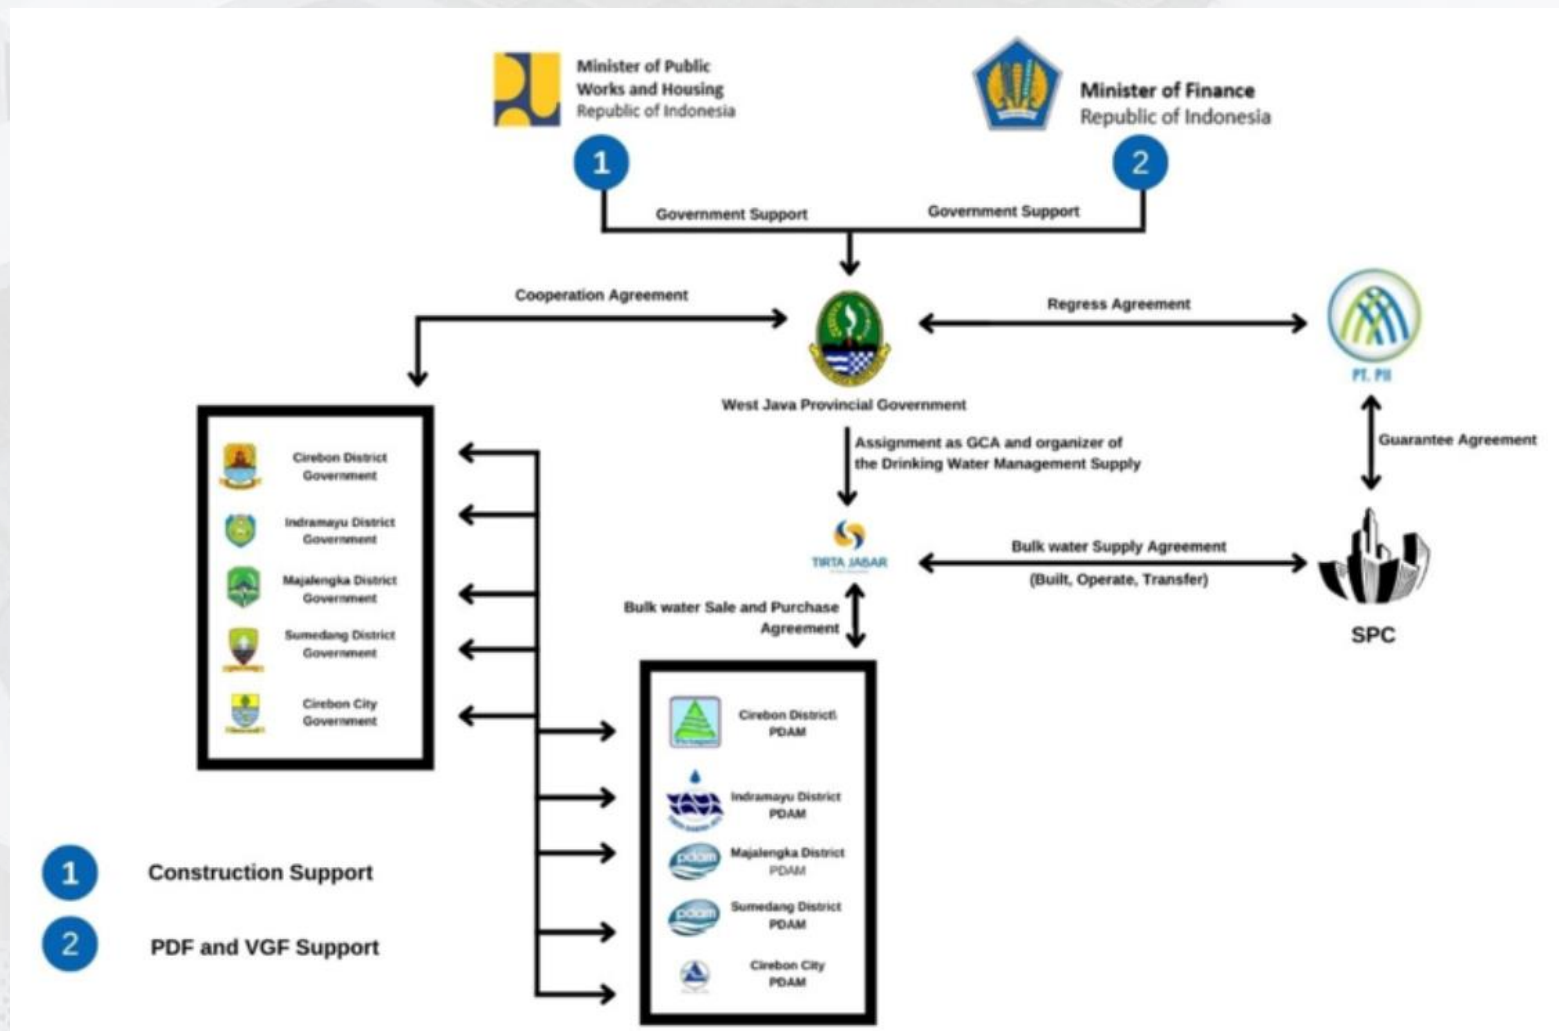 Minister of Public
Works and Housing
Republic of Indonesia
Minister of Finance
Republic of Indonesia
1
2
Government Support
Government Support
Cooperation Agreement
Regress Agreement
PT. PII
West Java Provincial Government
Guarantee Agreement
Assignment as GCA and organizer of
the Drinking Water Management Supply
TIRTA JABAR
Bulk water Supply Agreement
(Built, Operate, Transfer)
SPC
Bulk water Sale and Purchase
Agreement
Cirebon District
Government
Indramayu District
Government
Majalengka District
Government
Sumedang District
Government
Cirebon City
Government
Cirebon District\
PDAM
Indramayu District
PDAM
pdam
Majalengka District
PDAM
pdam
Sumedang District
PDAM
Cirebon City
PDAM
1
Construction Support
2
PDF and VGF Support